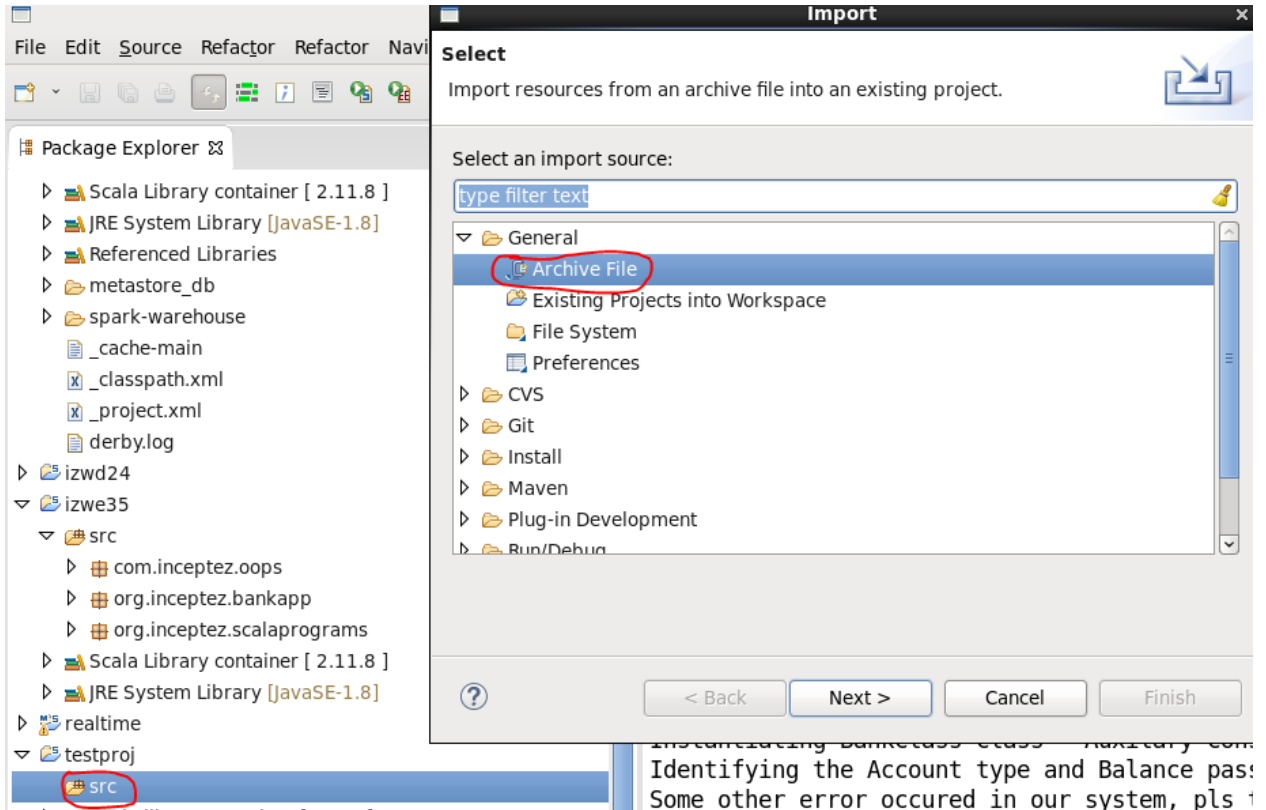 Import
File Edit Source Refactor Refactor Navi
Select
Import resources from an archive file into an existing project.
Package Explorer
Select an import source:
type filter text
Scala Library container [ 2.11.8 ]
JRE System Library [JavaSE-1.8]
Referenced Libraries
metastore_db
spark-warehouse
_cache-main
_classpath.xml
_project.xml
derby.log
izwd24
izwe35
src
com.inceptez.oops
org.inceptez.bankapp
org.inceptez.scalaprograms
Scala Library container [ 2.11.8 ]
JRE System Library [JavaSE-1.8]
realtime
testproj
src
General
Archive File
Existing Projects into Workspace
File System
Preferences
CVS
Git
Install
Maven
Plug-in Development
Run/Debug
< Back
Next >
Cancel
Finish
Instantiating BankClass class
Identifying the Account type and Balance pass
Some other error occured in our system, pls